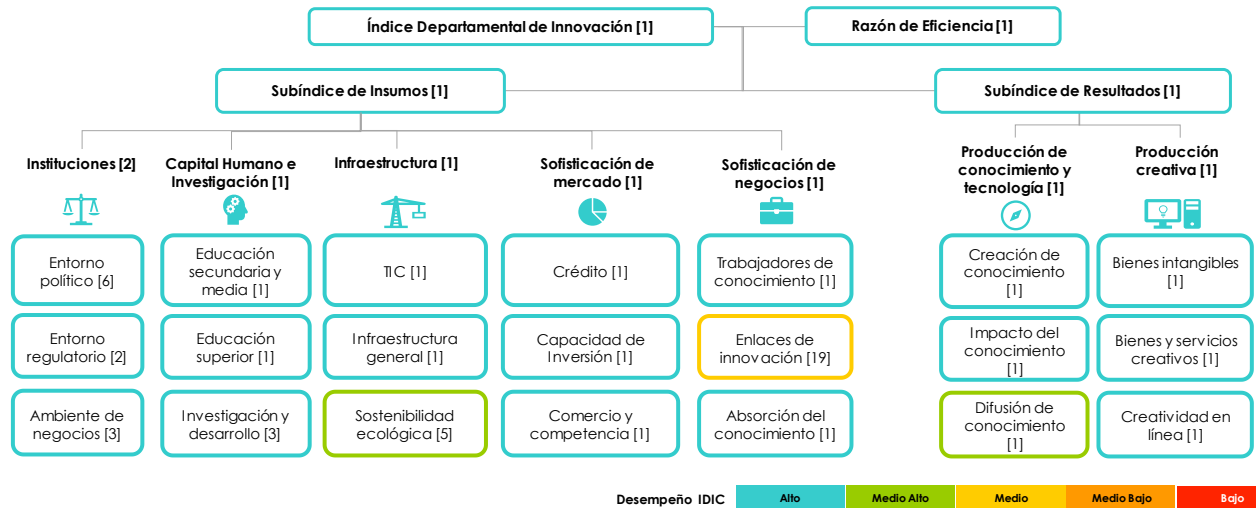 Índice Departamental de Innovación [1]
Razón de Eficiencia [1]
Subíndice de Insumos [1]
Subíndice de Resultados [1]
Instituciones [2]
Capital Humano e
Investigación [1]
Infraestructura [1]
Sofisticación de
mercado [1]
Sofisticación de
negocios [1]
Producción de
conocimiento y
tecnología [1]
Producción
creativa [1]
Entorno
político [6]
Educación
secundaria y
media [1]
TIC [1]
Crédito [1]
Trabajadores de
conocimiento [1]
Creación de
conocimiento
[1]
Bienes intangibles
[1]
Entorno
regulatorio [2]
Educación
superior [1]
Infraestructura
general [1]
Capacidad de
Inversión [1]
Enlaces de
innovación [19]
Impacto del
conocimiento
[1]
Bienes y servicios
creativos [1]
Ambiente de
negocios [3]
Investigación y
desarrollo [3]
Sostenibilidad
ecológica [5]
Comercio y
competencia [1]
Absorción del
conocimiento [1]
Difusión de
conocimiento
[1]
Creatividad en
línea [1]
Desempeño IDIC
Alto
Medio Alto
Medio
Medio Bajo
Bajo